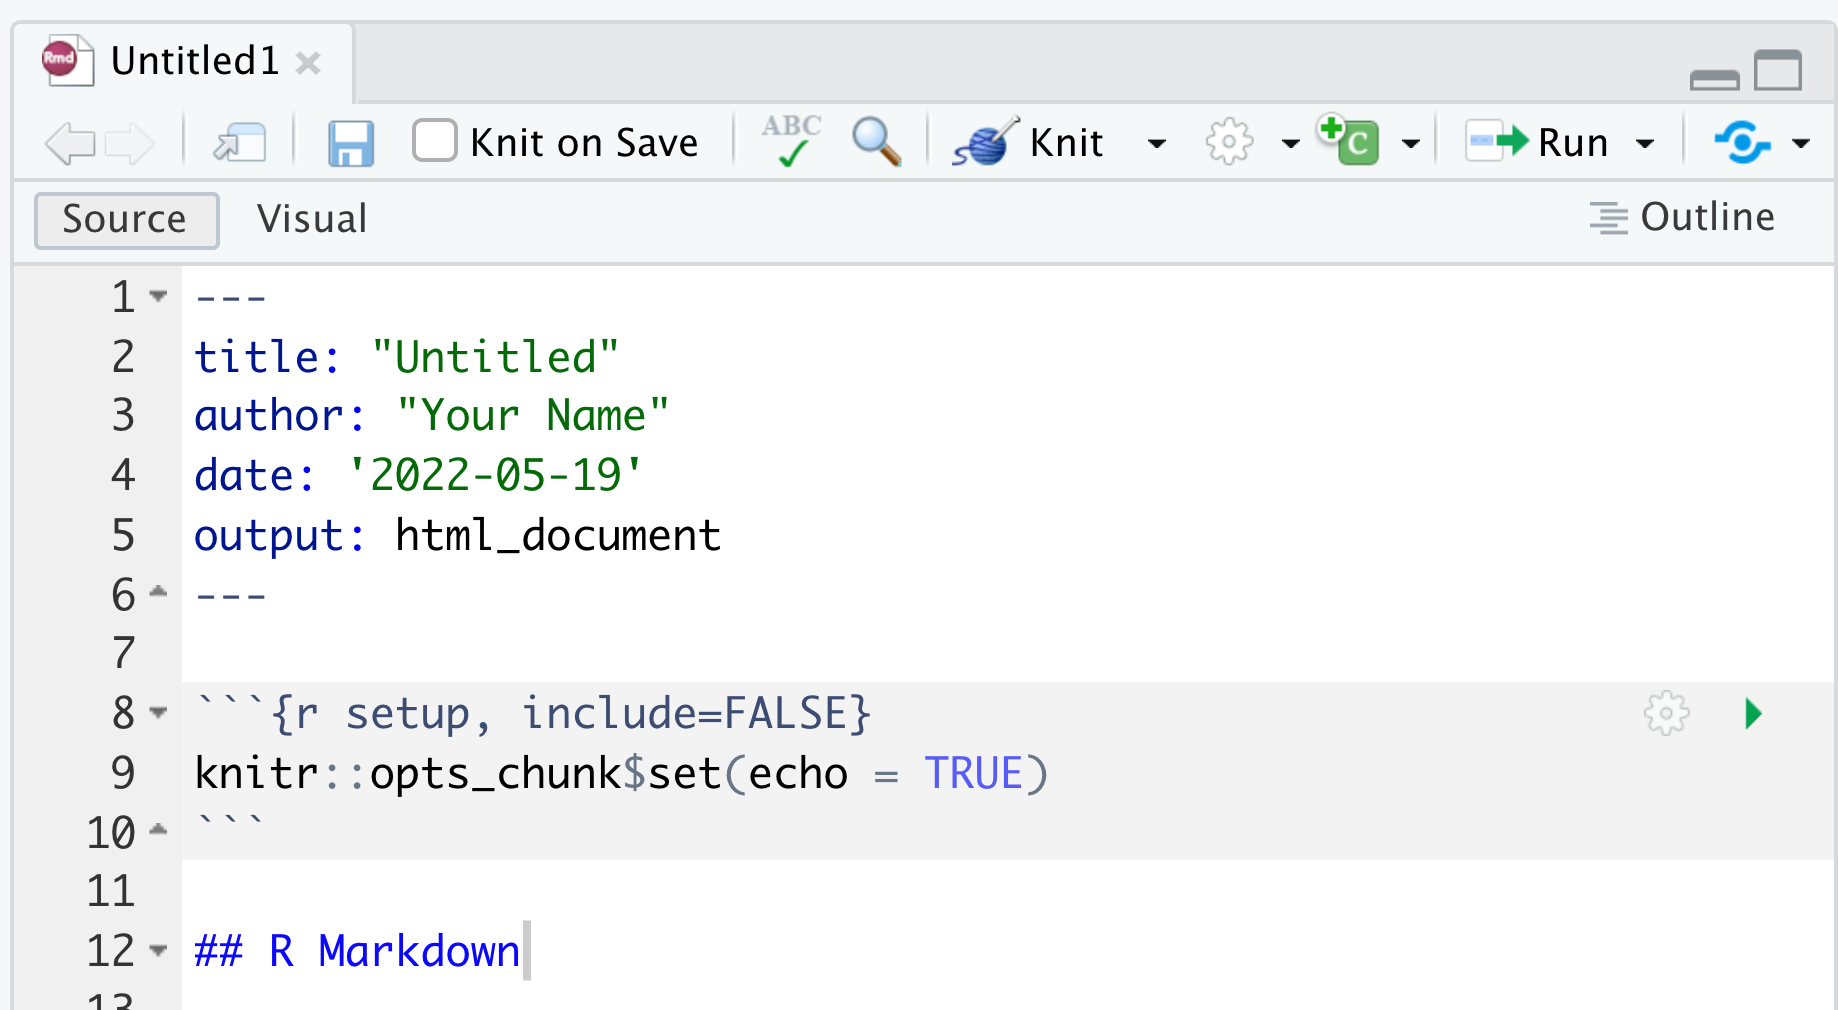 Rmd Untitled1
Knit on Save ABC Knit C Run
Source Visual Outline
1 ---
2 title: "Untitled"
3 author: "Your Name"
4 date: '2022-05-19'
5 output: html_document
6 ---
7
8 ```{r setup, include=FALSE}
9 knitr::opts_chunk$set(echo = TRUE)
10 ```
11
12 ## R Markdown
13